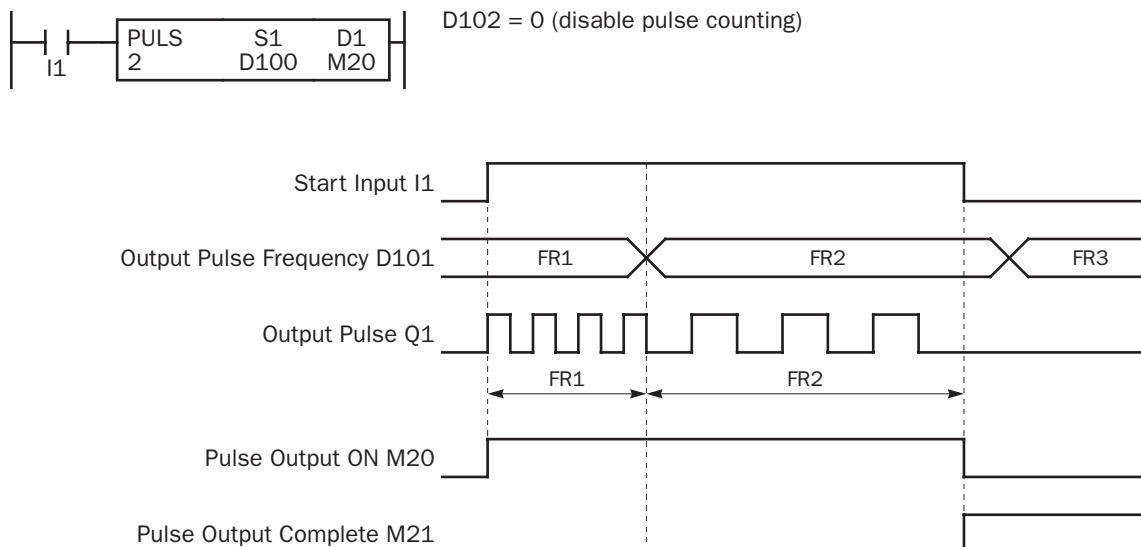 PULS S1 D1
2 D100 M20
I1
D102 = 0 (disable pulse counting)
Start Input I1
Output Pulse Frequency D101
FR1 FR2 FR3
Output Pulse Q1
FR1 FR2
Pulse Output ON M20
Pulse Output Complete M21